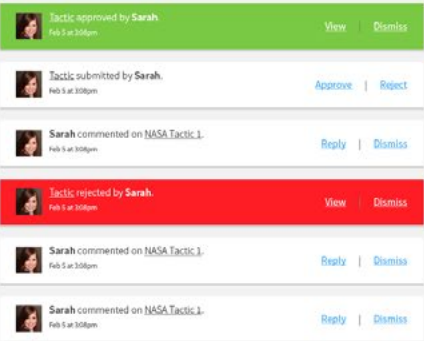 Tactic approved by Sarah.
View | Dismiss
Feb 5 at 3:08pm
Tactic submitted by Sarah.
Approve | Reject
Feb 5 at 3:08pm
Sarah commented on NASA Tactic 1.
Reply | Dismiss
Feb 5 at 3:08pm
Tactic rejected by Sarah.
View | Dismiss
Feb 5 at 3:08pm
Sarah commented on NASA Tactic 1.
Reply | Dismiss
Feb 5 at 3:08pm
Sarah commented on NASA Tactic 1.
Reply | Dismiss
Feb 5 at 3:08pm